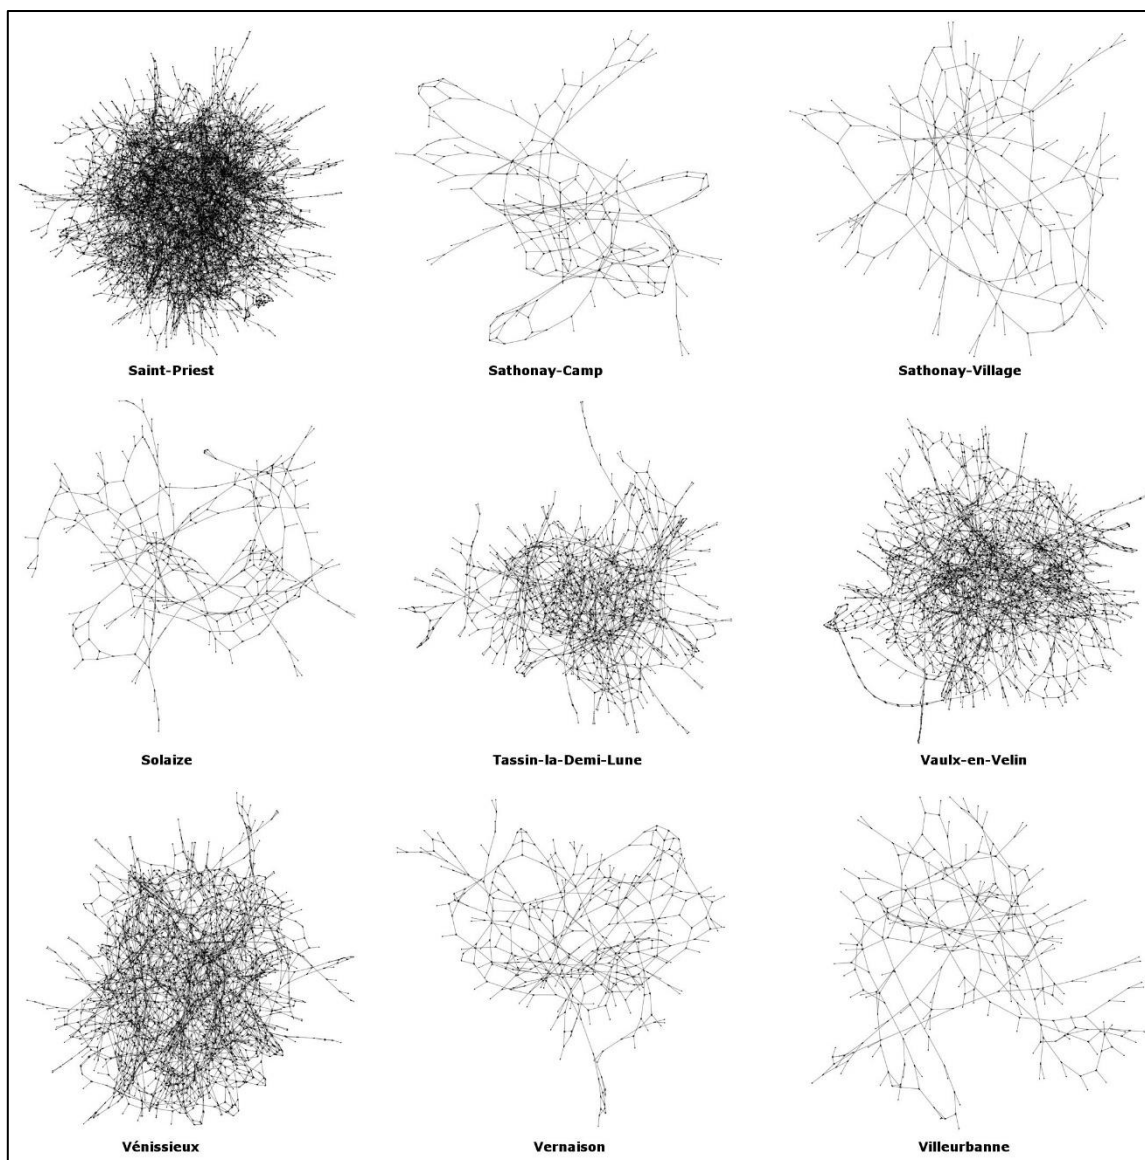 Saint-Priest
Sathonay-Camp
Sathonay-Village
Solaize
Tassin-la-Demi-Lune
Vaulx-en-Velin
Vénissieux
Vernaison
Villeurbanne